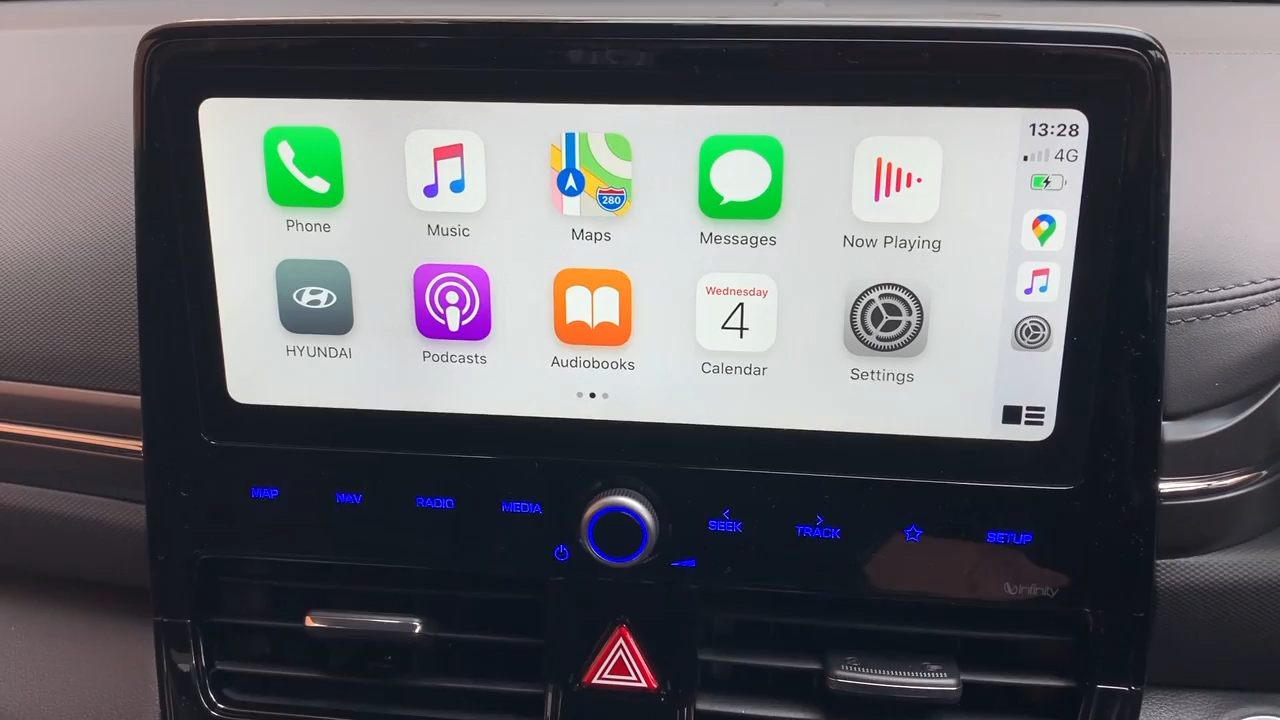 13:28
4G
280
Phone
Music
Maps
Messages
Now Playing
Wednesday
4
HYUNDAI
Podcasts
Audiobooks
Calendar
Settings
MAP
NAV
RADIO
MEDIA
< SEEK
> TRACK
SETUP
Infinity